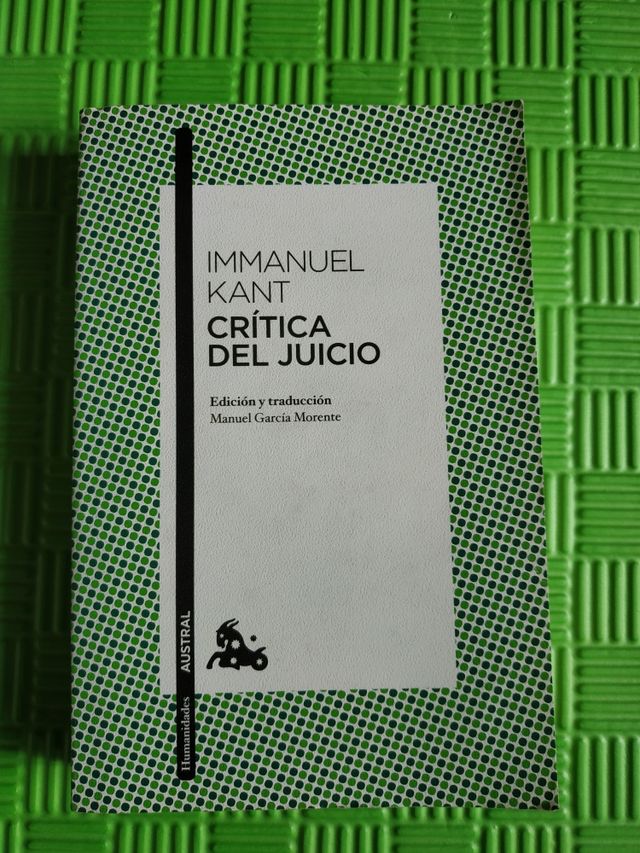 IMMANUEL
KANT
CRÍTICA
DEL JUICIO
Edición y traducción
Manuel García Morente
Humanidades AUSTRAL